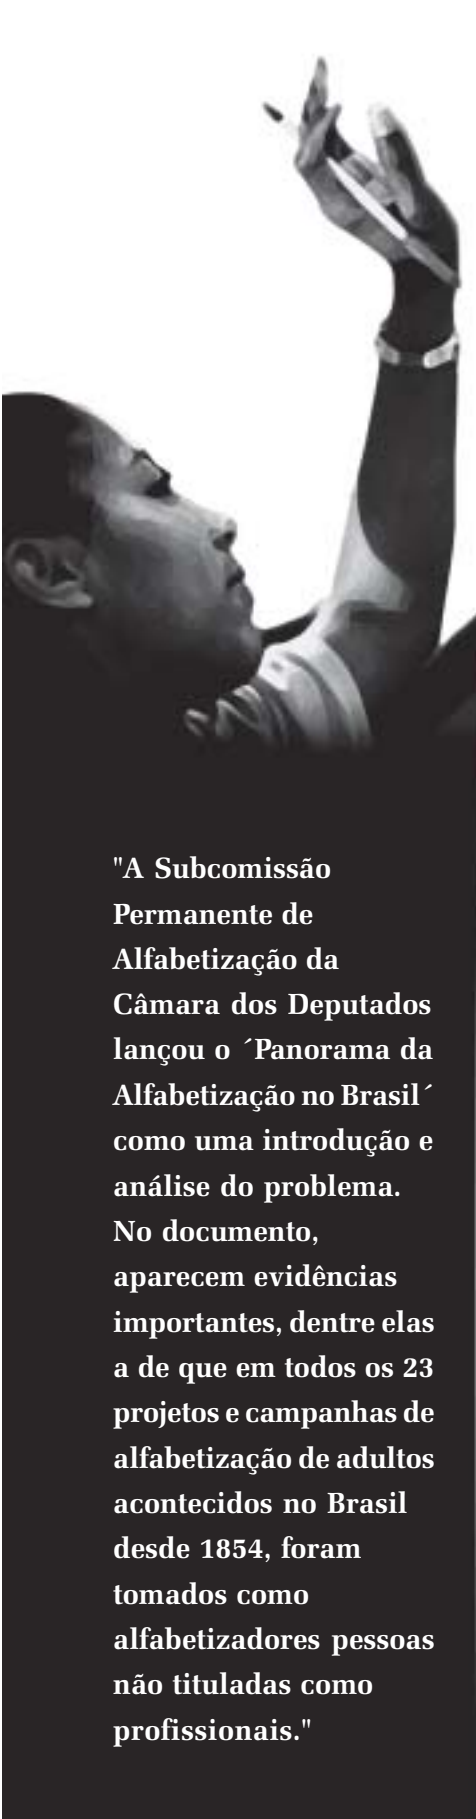 "A Subcomissão
Permanente de
Alfabetização da
Câmara dos Deputados
lançou o ´Panorama da
Alfabetização no Brasil´
como uma introdução e
análise do problema.
No documento,
aparecem evidências
importantes, dentre elas
a de que em todos os 23
projetos e campanhas de
alfabetização de adultos
acontecidos no Brasil
desde 1854, foram
tomados como
alfabetizadores pessoas
não tituladas como
profissionais."